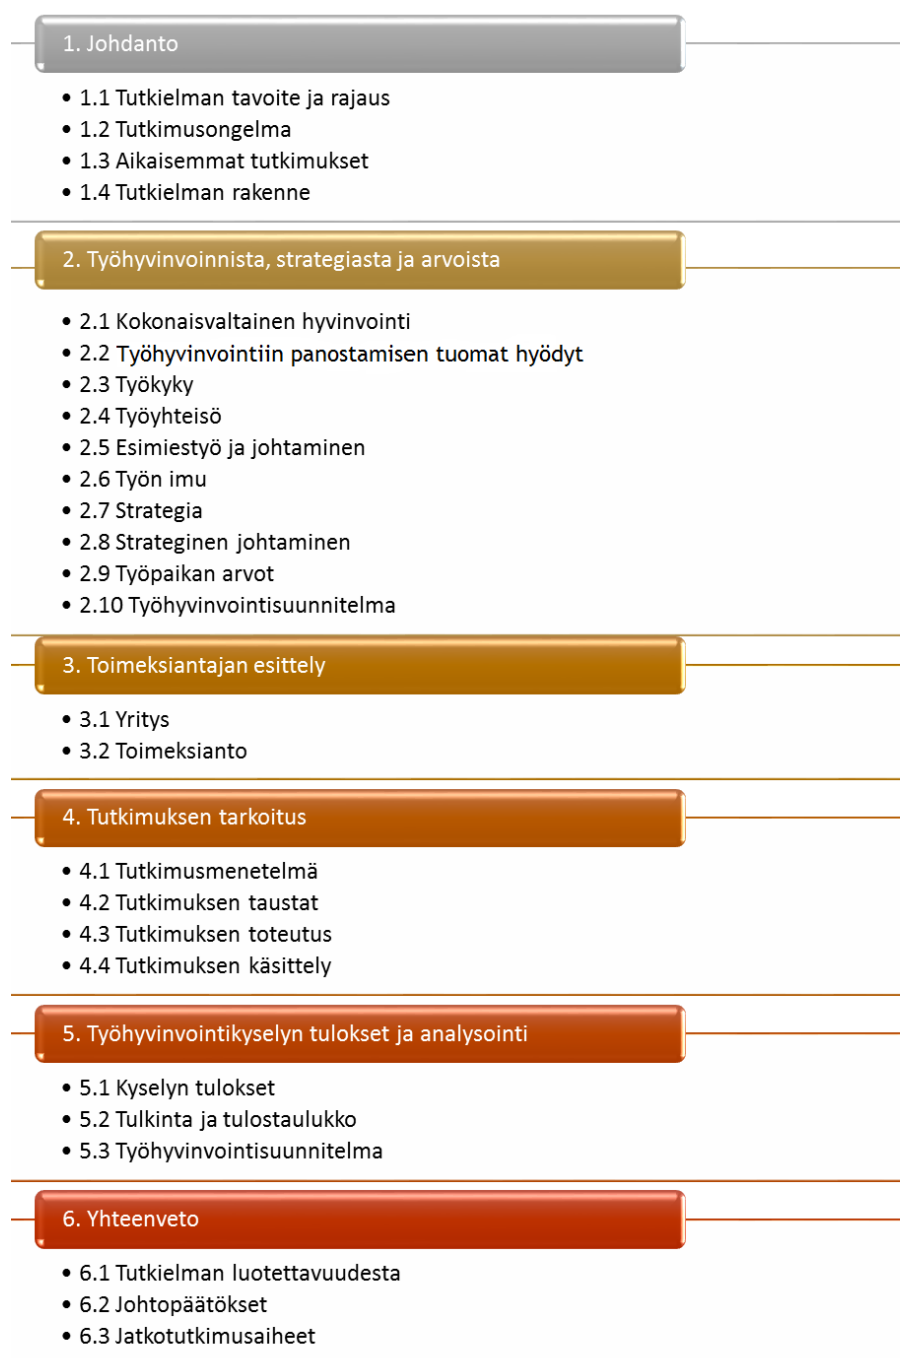 1. Johdanto
• 1.1 Tutkielman tavoite ja rajaus
• 1.2 Tutkimusongelma
• 1.3 Aikaisemmat tutkimukset
• 1.4 Tutkielman rakenne
2. Työhyvinvoinnista, strategiasta ja arvoista
• 2.1 Kokonaisvaltainen hyvinvointi
• 2.2 Työhyvinvointiin panostamisen tuomat hyödyt
• 2.3 Työkyky
• 2.4 Työyhteisö
• 2.5 Esimiestyö ja johtaminen
• 2.6 Työn imu
• 2.7 Strategia
• 2.8 Strateginen johtaminen
• 2.9 Työpaikan arvot
• 2.10 Työhyvinvointisuunnitelma
3. Toimeksiantajan esittely
• 3.1 Yritys
• 3.2 Toimeksianto
4. Tutkimuksen tarkoitus
• 4.1 Tutkimusmenetelmä
• 4.2 Tutkimuksen taustat
• 4.3 Tutkimuksen toteutus
• 4.4 Tutkimuksen käsittely
5. Työhyvinvointikyselyn tulokset ja analysointi
• 5.1 Kyselyn tulokset
• 5.2 Tulkinta ja tulostaulukko
• 5.3 Työhyvinvointisuunnitelma
6. Yhteenveto
• 6.1 Tutkielman luotettavuudesta
• 6.2 Johtopäätökset
• 6.3 Jatkotutkimusaiheet